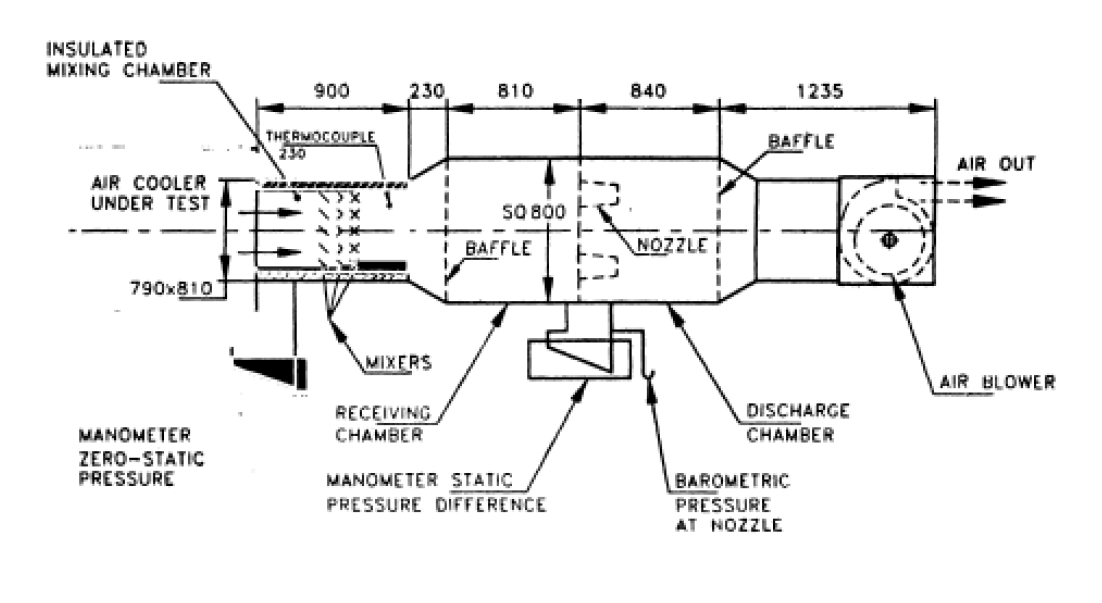 INSULATED
MIXING CHAMBER
900
230
810
840
1235
THERMOCOUPLE
230
BAFFLE
AIR OUT
AIR COOLER
UNDER TEST
SQ 800
NOZZLE
BAFFLE
790x810
MIXERS
AIR BLOWER
RECEIVING
CHAMBER
DISCHARGE
CHAMBER
MANOMETER
ZERO-STATIC
PRESSURE
MANOMETER STATIC
PRESSURE DIFFERENCE
BAROMETRIC
PRESSURE
AT NOZZLE